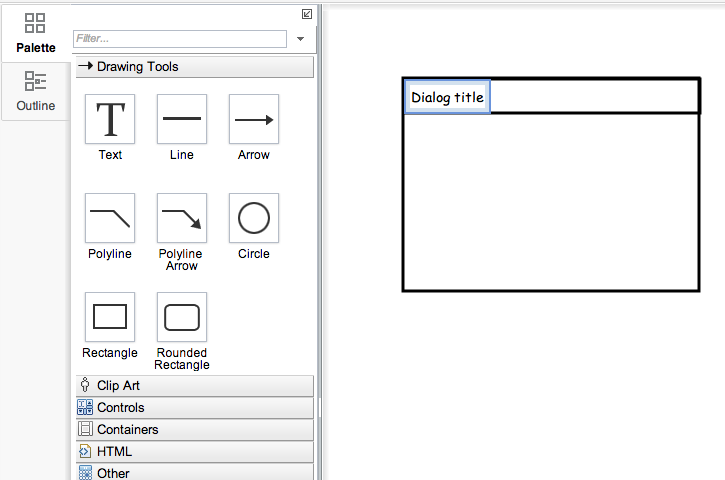 Palette
Outline
Filter...
Drawing Tools
T
Text
Line
Arrow
Polyline
Polyline
Arrow
Circle
Rectangle
Rounded
Rectangle
Clip Art
Controls
Containers
HTML
Other
Dialog title